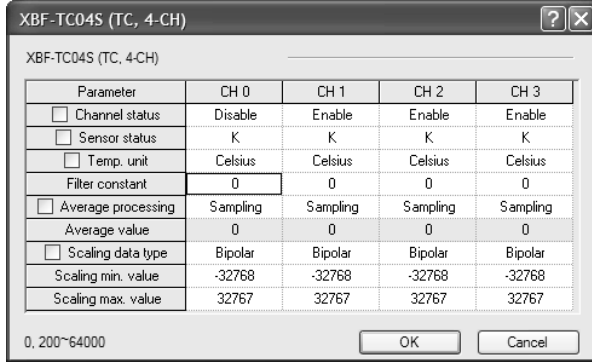 XBF-TC04S (TC, 4-CH)
XBF-TC04S (TC, 4-CH)
Parameter CH 0 CH 1 CH 2 CH 3
Channel status Disable Enable Enable Enable
Sensor status K K K K
Temp. unit Celsius Celsius Celsius Celsius
Filter constant 0 0 0 0
Average processing Sampling Sampling Sampling Sampling
Average value 0 0 0 0
Scaling data type Bipolar Bipolar Bipolar Bipolar
Scaling min. value -32768 -32768 -32768 -32768
Scaling max. value 32767 32767 32767 32767
0, 200~64000 OK Cancel